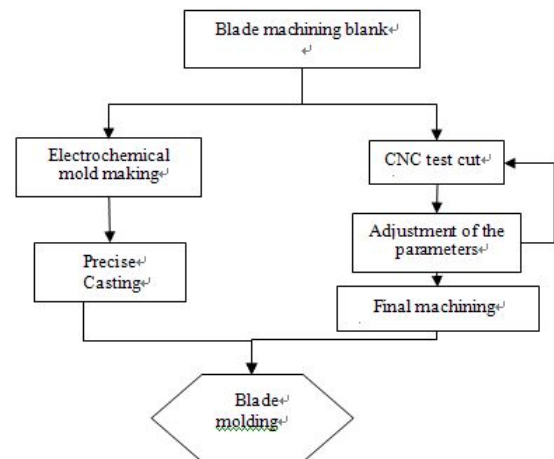 Blade machining blank
Electrochemical
mold making
CNC test cut
Precise
Casting
Adjustment of the
parameters
Final machining
Blade
molding